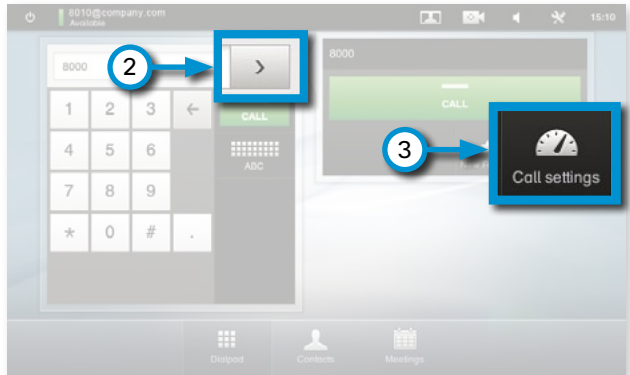 8010@company.com
Available
15:10
8000
2
>
1 2 3 ←
4 5 6
7 8 9
* 0 # .
CALL
ABC
8000
CALL
3
Call settings
Dialpad
Contacts
Meetings